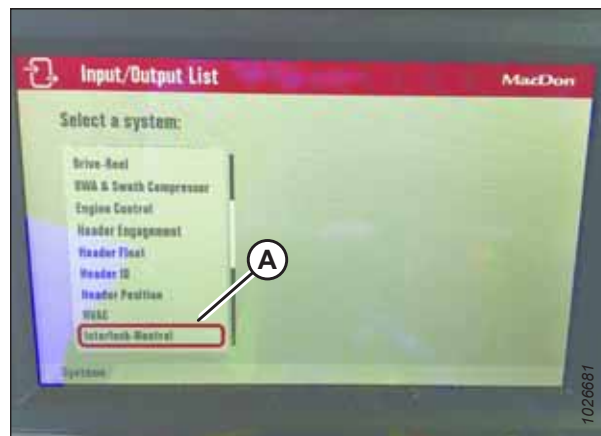 Input/Output List
MacDon
Select a system:
Drive-Reel
DWA & Swath Compressor
Engine Control
Header Engagement
Header Float
Header ID
Header Position
HVAC
Interlock-Neutral
System:
A
1026681